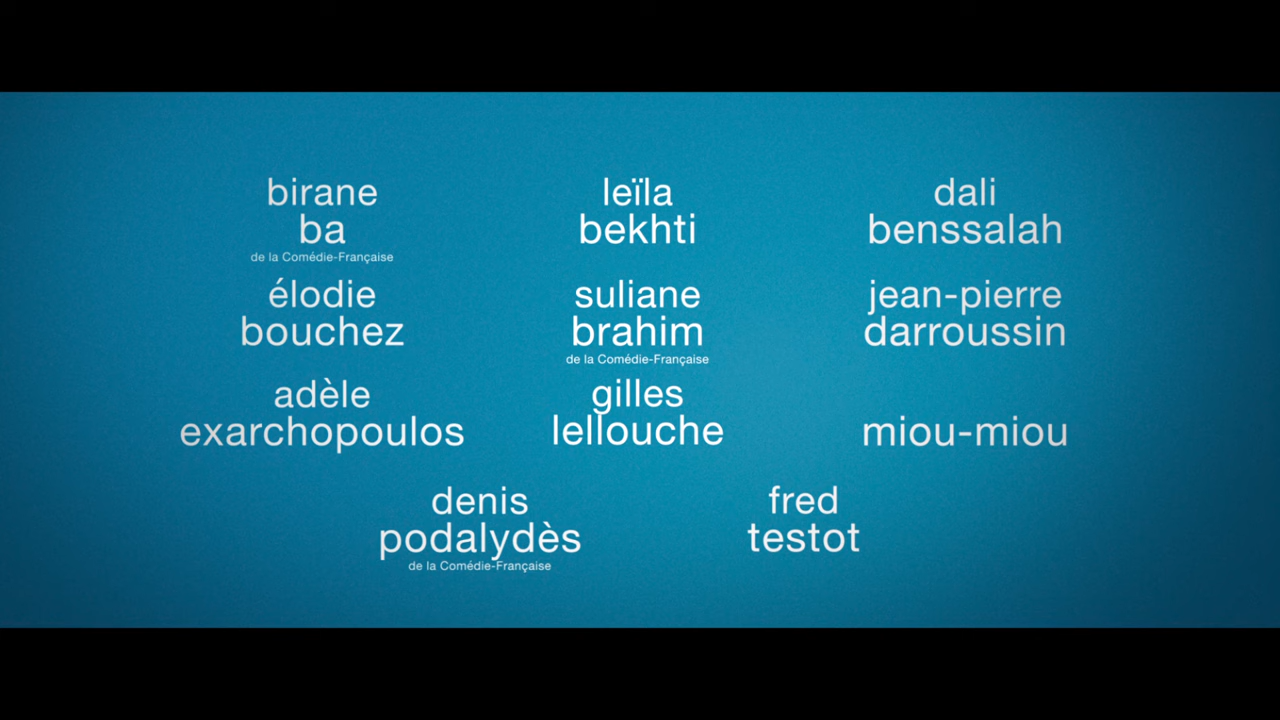 birane
ba
de la Comédie-Française
leïla
bekhti
dali
benssalah
élodie
bouchez
suliane
brahim
de la Comédie-Française
jean-pierre
darroussin
adèle
exarchopoulos
gilles
lellouche
miou-miou
denis
podalydès
de la Comédie-Française
fred
testot